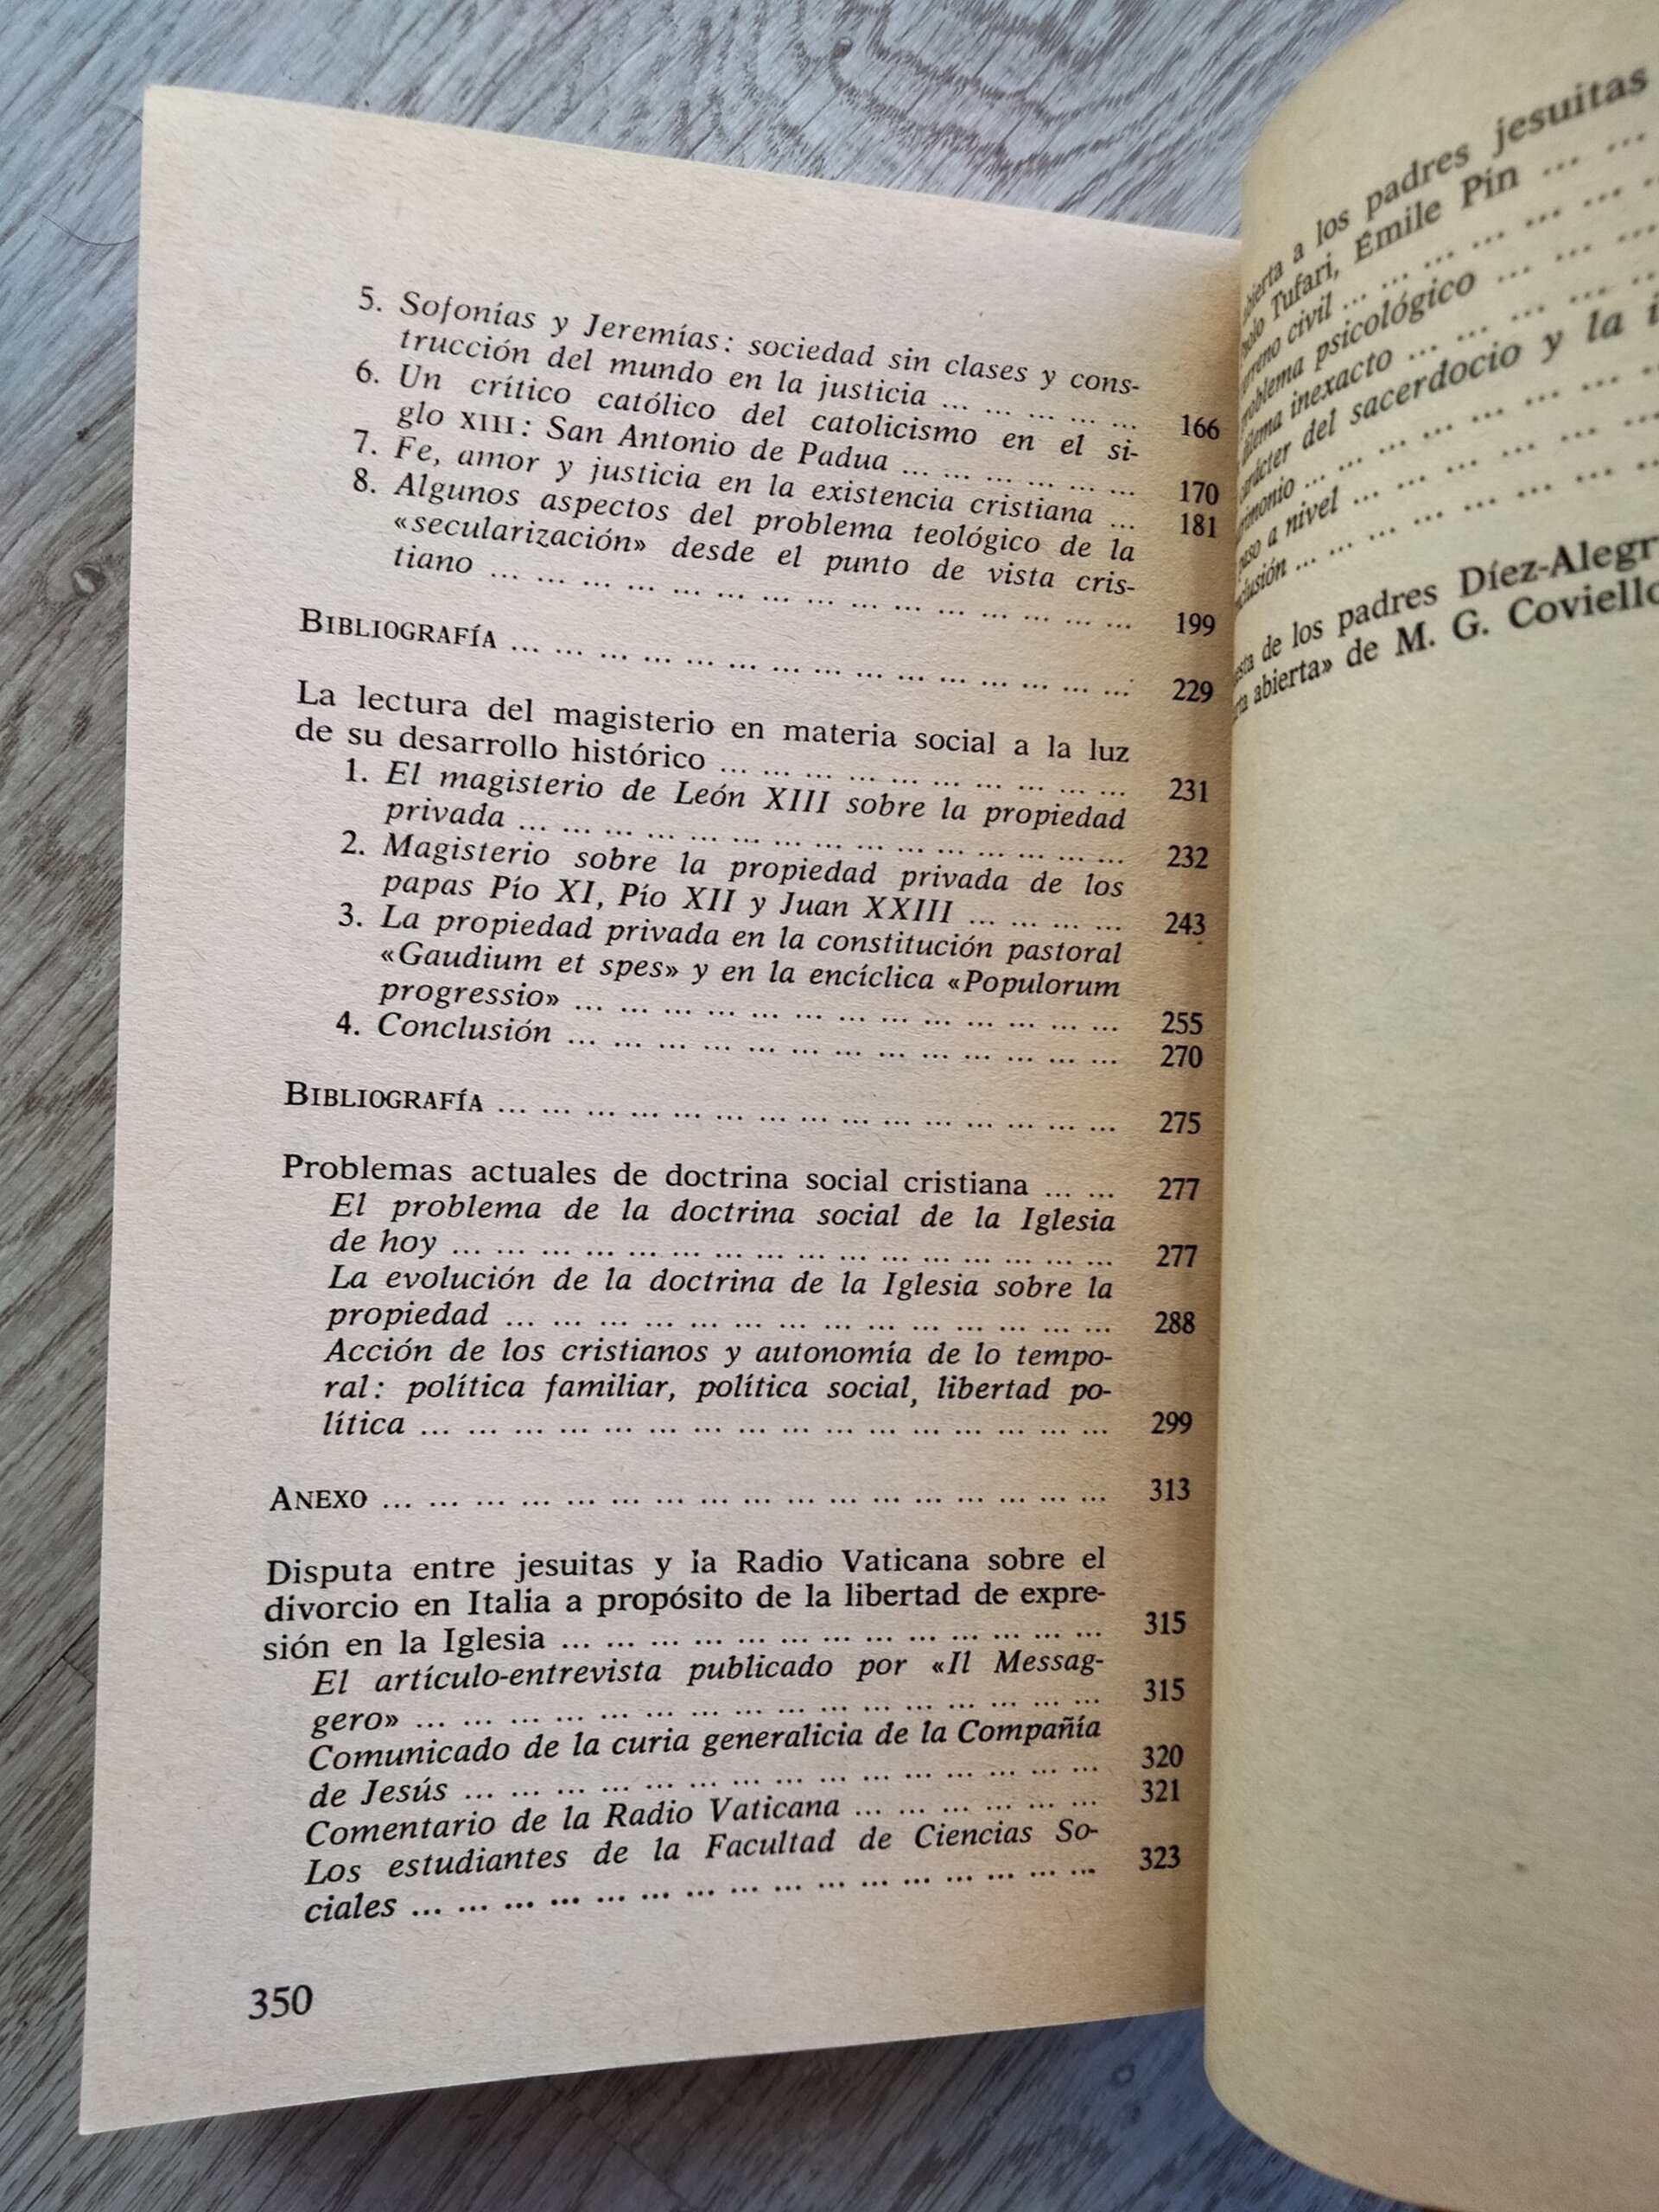 5. Sofonías y Jeremías: sociedad sin clases y cons-
trucción del mundo en la justicia ... ... ... ... ... 166
6. Un crítico católico del catolicismo en el si-
glo XIII: San Antonio de Padua ... ... ... ... ... ... 170
7. Fe, amor y justicia en la existencia cristiana ... 181
8. Algunos aspectos del problema teológico de la
«secularización» desde el punto de vista cris-
tiano ... ... ... ... ... ... ... ... ... ... ... ... ... ... ... 199
BIBLIOGRAFÍA ... ... ... ... ... ... ... ... ... ... ... ... ... ... ... 229
La lectura del magisterio en materia social a la luz
de su desarrollo histórico ... ... ... ... ... ... ... ... ... ... 231
1. El magisterio de León XIII sobre la propiedad
privada ... ... ... ... ... ... ... ... ... ... ... ... ... ... 232
2. Magisterio sobre la propiedad privada de los
papas Pío XI, Pío XII y Juan XXIII ... ... ... ... 243
3. La propiedad privada en la constitución pastoral
«Gaudium et spes» y en la encíclica «Populorum
progressio» ... ... ... ... ... ... ... ... ... ... ... ... ... 255
4. Conclusión ... ... ... ... ... ... ... ... ... ... ... ... ... 270
BIBLIOGRAFÍA ... ... ... ... ... ... ... ... ... ... ... ... ... ... ... 275
Problemas actuales de doctrina social cristiana ... ... 277
El problema de la doctrina social de la Iglesia
de hoy ... ... ... ... ... ... ... ... ... ... ... ... ... ... ... 277
La evolución de la doctrina de la Iglesia sobre la
propiedad ... ... ... ... ... ... ... ... ... ... ... ... ... ... 288
Acción de los cristianos y autonomía de lo tempo-
ral: política familiar, política social, libertad po-
lítica ... ... ... ... ... ... ... ... ... ... ... ... ... ... ... ... 299
ANEXO ... ... ... ... ... ... ... ... ... ... ... ... ... ... ... ... ... 313
Disputa entre jesuitas y la Radio Vaticana sobre el
divorcio en Italia a propósito de la libertad de expre-
sión en la Iglesia ... ... ... ... ... ... ... ... ... ... ... ... ... 315
El artículo-entrevista publicado por «Il Messag-
gero» ... ... ... ... ... ... ... ... ... ... ... ... ... ... ... ... 315
Comunicado de la curia generalicia de la Compañía
de Jesús ... ... ... ... ... ... ... ... ... ... ... ... ... ... ... 320
Comentario de la Radio Vaticana ... ... ... ... ... ... 321
Los estudiantes de la Facultad de Ciencias So-
ciales ... ... ... ... ... ... ... ... ... ... ... ... ... ... ... ... 323
350
a los padres jesuitas
Tufari, Émile Pin ... ...
civil ... ... ... ... ... ... ...
psicológico ... ... ...
inexacto ... ... ... ... ...
del sacerdocio y la
... ... ... ... ... ... ...
a nivel ... ... ... ... ... ...
... ... ... ... ... ... ... ...
de los padres Díez-Alegr
abierta» de M. G. Coviello